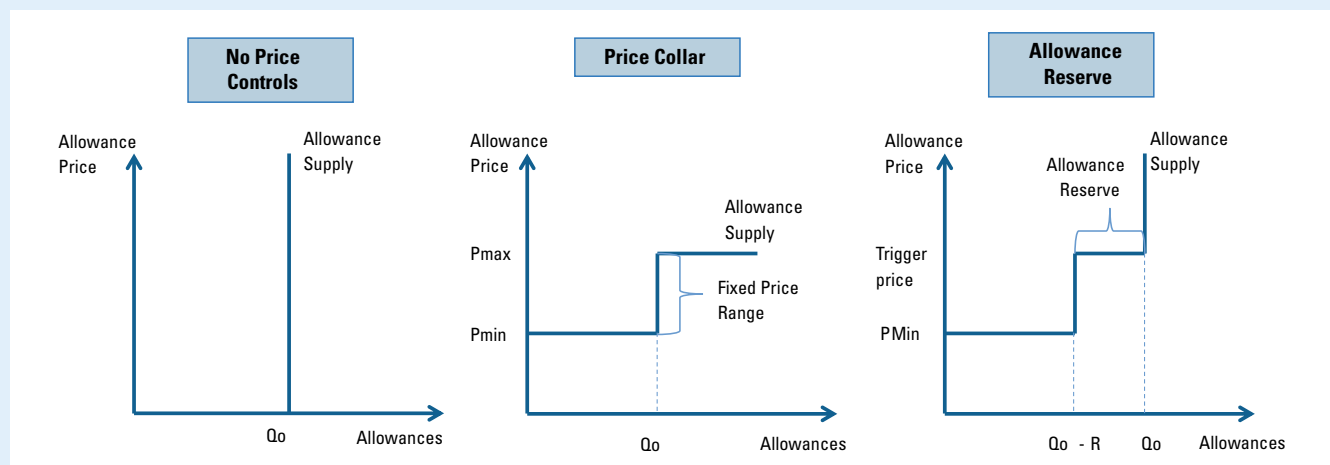 No Price
Controls
Price Collar
Allowance
Reserve
Allowance
Price
Allowance
Supply
Qo
Allowances
Allowance
Price
Pmax
Pmin
Allowance
Supply
Fixed Price
Range
Qo
Allowances
Allowance
Price
Allowance
Supply
Allowance
Reserve
Trigger
price
PMin
Qo - R
Qo
Allowances